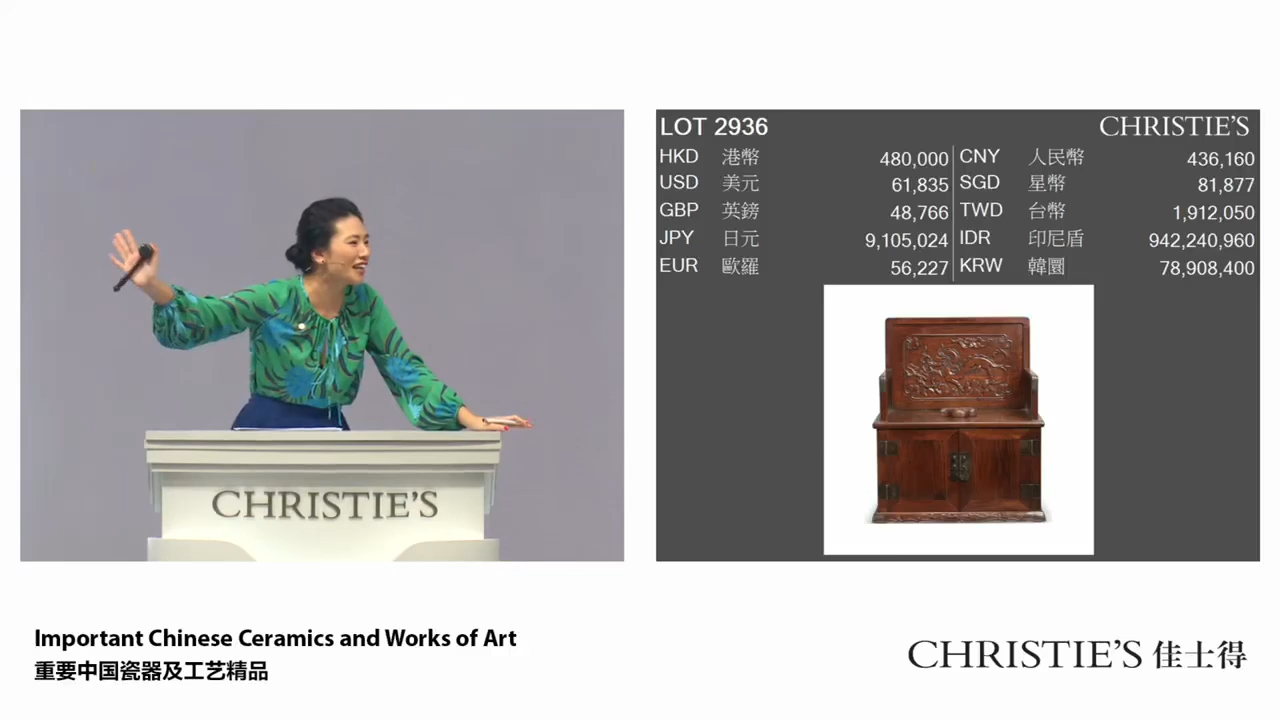 CHRISTIE'S
LOT 2936 CHRISTIE'S
HKD 港幣 480,000 CNY 人民幣 436,160
USD 美元 61,835 SGD 星幣 81,877
GBP 英鎊 48,766 TWD 台幣 1,912,050
JPY 日元 9,105,024 IDR 印尼盾 942,240,960
EUR 歐羅 56,227 KRW 韓圜 78,908,400
Important Chinese Ceramics and Works of Art
重要中国瓷器及工艺精品
CHRISTIE'S 佳士得